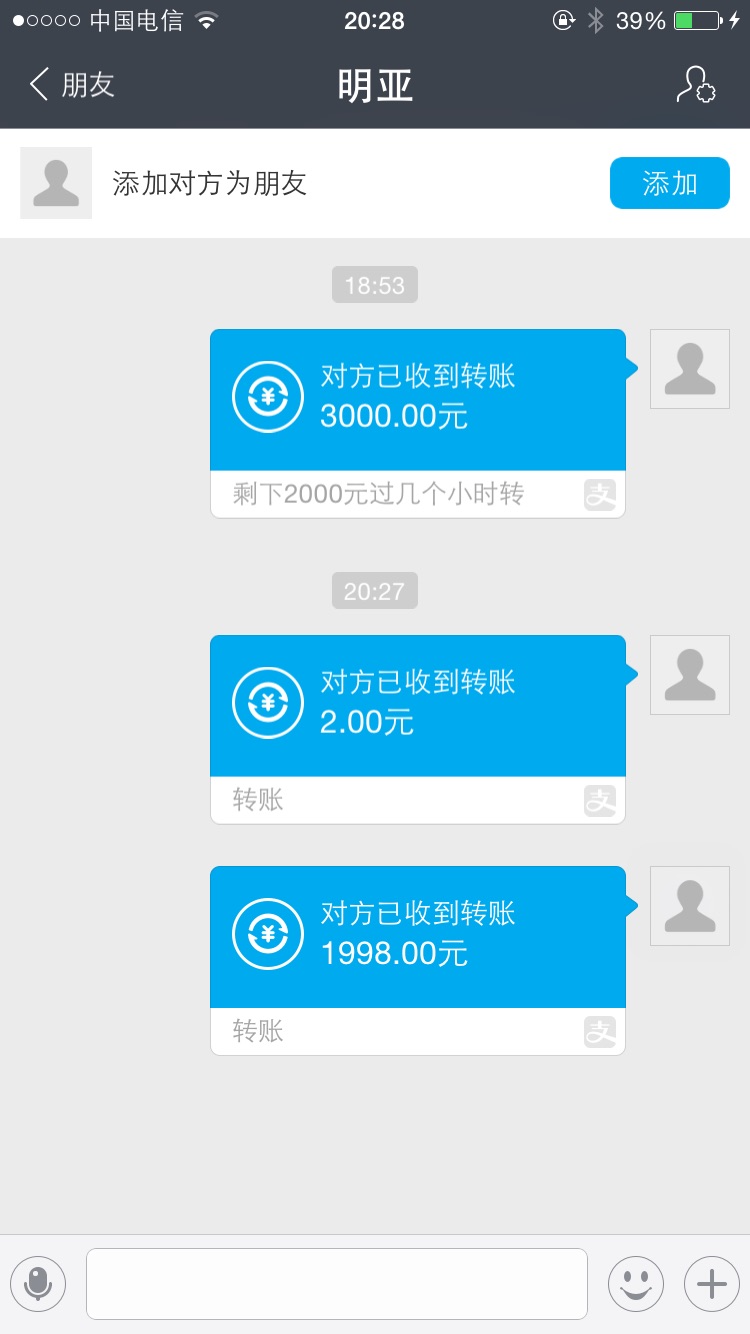 中国电信 20:28 39%
朋友 明亚
添加对方为朋友 添加
18:53
对方已收到转账
3000.00元
剩下2000元过几个小时转 支
20:27
对方已收到转账
2.00元
转账 支
对方已收到转账
1998.00元
转账 支